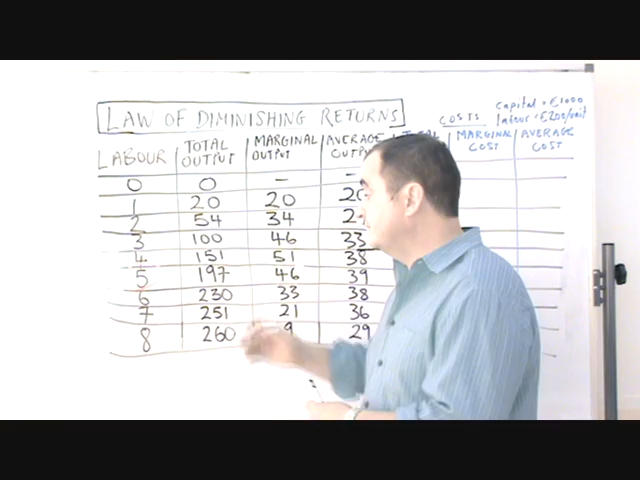 LAW OF DIMINISHING RETURNS
COSTS
capital = £1000
labour = £200/unit
LABOUR TOTAL OUTPUT MARGINAL OUTPUT AVERAGE MARGINAL COST AVERAGE COST
0 0 – –
1 20 20
2 54 34
3 100 46 33
4 151 51 38
5 197 46 39
6 230 33 38
7 251 21 36
8 260 9 29